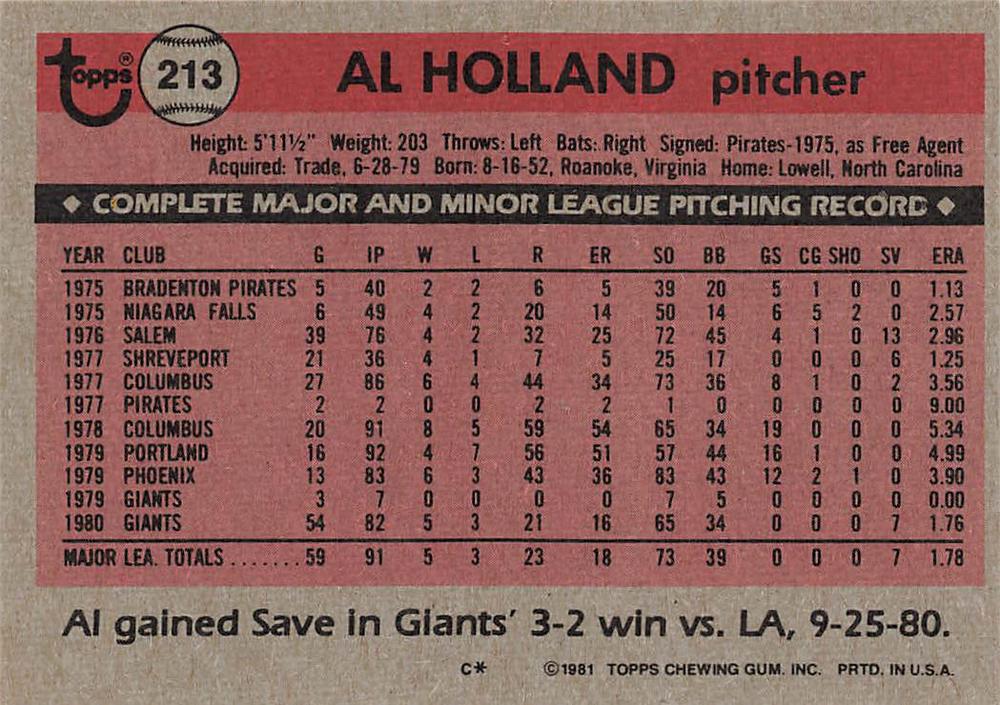 Topps® 213 AL HOLLAND pitcher
Height: 5'11½" Weight: 203 Throws: Left Bats: Right Signed: Pirates-1975, as Free Agent
Acquired: Trade, 6-28-79 Born: 8-16-52, Roanoke, Virginia Home: Lowell, North Carolina
◆ COMPLETE MAJOR AND MINOR LEAGUE PITCHING RECORD ◆
YEAR CLUB G IP W L R ER SO BB GS CG SHO SV ERA
1975 BRADENTON PIRATES 5 40 2 2 6 5 39 20 5 1 0 0 1.13
1975 NIAGARA FALLS 6 49 4 2 20 14 50 14 6 5 2 0 2.57
1976 SALEM 39 76 4 2 32 25 72 45 4 1 0 13 2.96
1977 SHREVEPORT 21 36 4 1 7 5 25 17 0 0 0 6 1.25
1977 COLUMBUS 27 86 6 4 44 34 73 36 8 1 0 2 3.56
1977 PIRATES 2 2 0 0 2 2 1 0 0 0 0 0 9.00
1978 COLUMBUS 20 91 8 5 59 54 65 34 19 0 0 0 5.34
1979 PORTLAND 16 92 4 7 56 51 57 44 16 1 0 0 4.99
1979 PHOENIX 13 83 6 3 43 36 83 43 12 2 1 0 3.90
1979 GIANTS 3 7 0 0 0 0 7 5 0 0 0 0 0.00
1980 GIANTS 54 82 5 3 21 16 65 34 0 0 0 7 1.76
MAJOR LEA. TOTALS.......59 91 5 3 23 18 73 39 0 0 0 7 1.78
Al gained Save in Giants' 3-2 win vs. LA, 9-25-80.
C* ©1981 TOPPS CHEWING GUM. INC. PRTD. IN U.S.A.